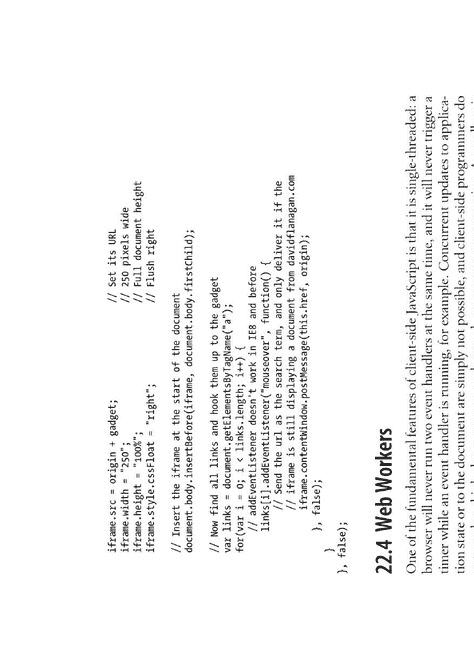 iframe.src = origin + gadget; // Set its URL
iframe.width = "250"; // 250 pixels wide
iframe.height = "100%"; // Full document height
iframe.style.cssFloat = "right"; // Flush right
// Insert the iframe at the start of the document
document.body.insertBefore(iframe, document.body.firstChild);
// Now find all links and hook them up to the gadget
var links = document.getElementsByTagName("a");
for(var i = 0; i < links.length; i++) {
// addEventListener doesn't work in IE8 and before
links[i].addEventListener("mouseover", function() {
// Send the url as the search term, and only deliver it if the
// iframe is still displaying a document from davidflanagan.com
iframe.contentWindow.postMessage(this.href, origin);
}, false);
}
}, false);
22.4 Web Workers
One of the fundamental features of client-side JavaScript is that it is single-threaded: a
browser will never run two event handlers at the same time, and it will never trigger a
timer while an event handler is running, for example. Concurrent updates to applica-
tion state or to the document are simply not possible, and client-side programmers do